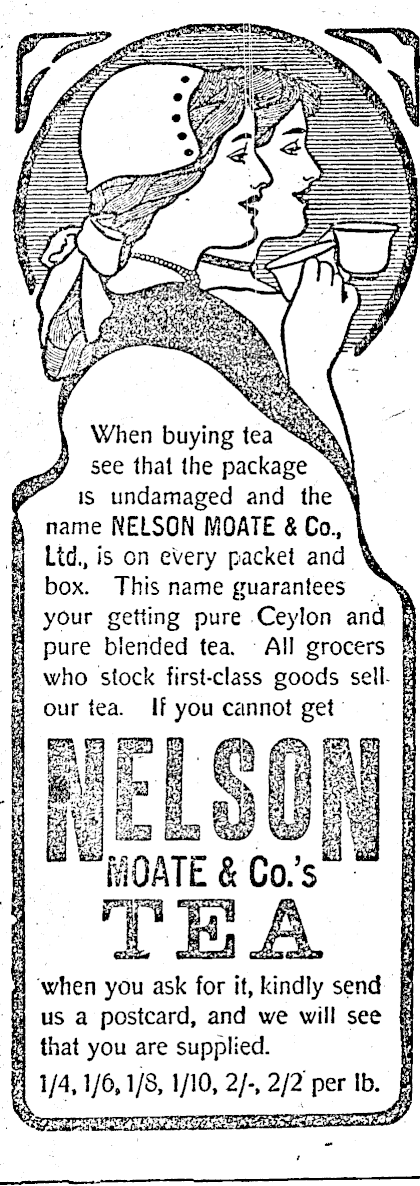 When buying tea
see that the package
is undamaged and the
name NELSON MOATE & Co.,
Ltd., is on every packet and
box. This name guarantees
your getting pure Ceylon and
pure blended tea. All grocers
who stock first-class goods sell
our tea. If you cannot get
NELSON
MOATE & Co.'s
TEA
when you ask for it, kindly send
us a postcard, and we will see
that you are supplied.
1/4, 1/6, 1/8, 1/10, 2/-, 2/2 per lb.